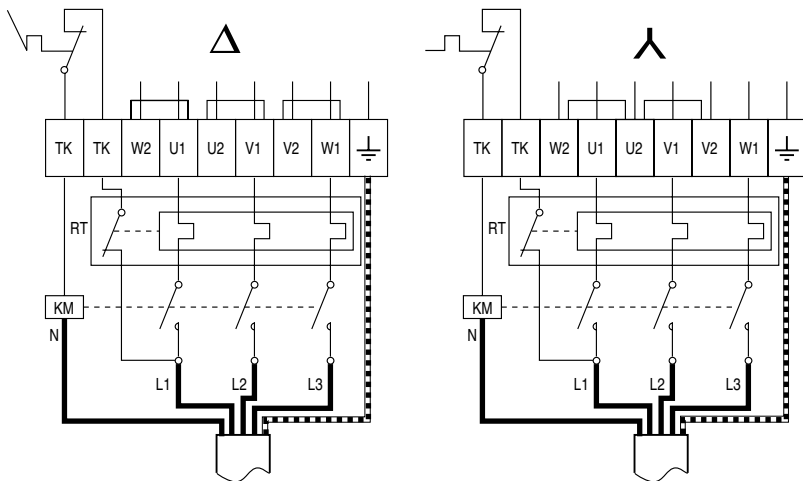 Δ
TK TK W2 U1 U2 V1 V2 W1
RT
KM
N
L1 L2 L3
TK TK W2 U1 U2 V1 V2 W1
RT
KM
N
L1 L2 L3